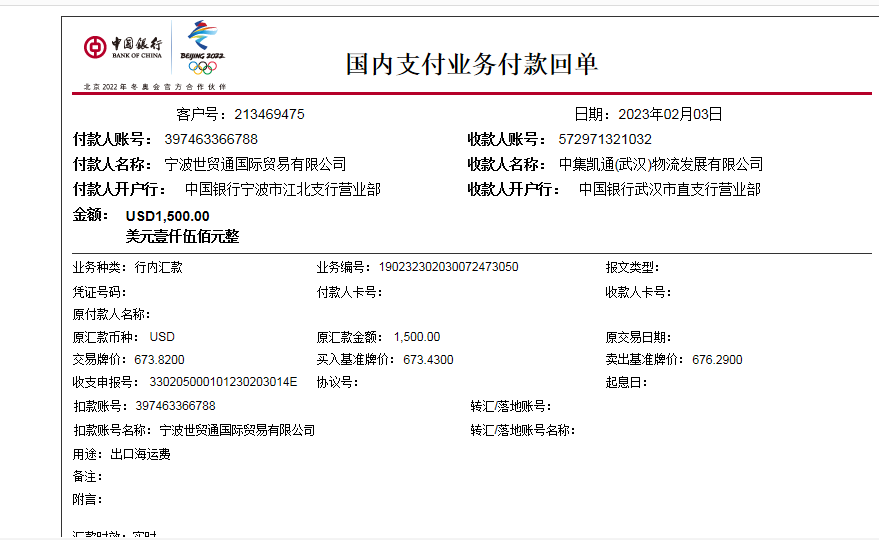 中国银行
BANK OF CHINA
BEIJING 2022
北京2022年冬奥会官方合作伙伴
国内支付业务付款回单
客户号：213469475 日期：2023年02月03日
付款人账号： 397463366788 收款人账号： 572971321032
付款人名称： 宁波世贸通国际贸易有限公司 收款人名称： 中集凯通(武汉)物流发展有限公司
付款人开户行： 中国银行宁波市江北支行营业部 收款人开户行： 中国银行武汉市直支行营业部
金额： USD1,500.00
美元壹仟伍佰元整
业务种类：行内汇款 业务编号：190232302030072473050 报文类型：
凭证号码： 付款人卡号： 收款人卡号：
原付款人名称：
原汇款币种： USD 原汇款金额： 1,500.00 原交易日期：
交易牌价：673.8200 买入基准牌价：673.4300 卖出基准牌价：676.2900
收支申报号： 330205000101230203014E 协议号： 起息日：
扣款账号：397463366788 转汇/落地账号：
扣款账号名称：宁波世贸通国际贸易有限公司 转汇/落地账号名称：
用途：出口海运费
备注：
附言：
汇款时效：实时